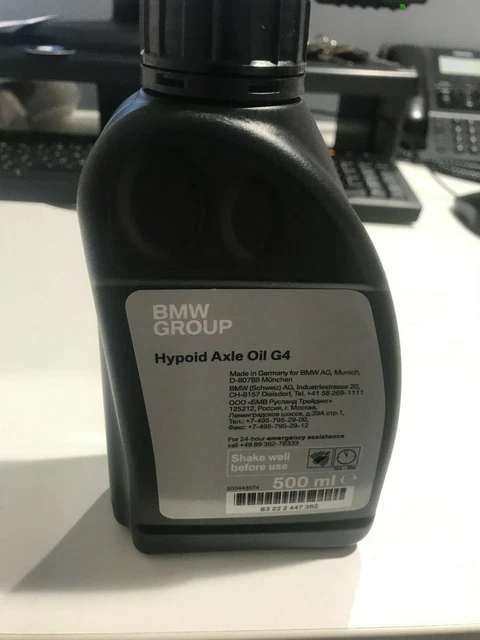 BMW
GROUP
Hypoid Axle Oil G4
Made in Germany for BMW AG, Munich,
D-80788 München
BMW (Schweiz) AG, Industriestrasse 20,
CH-8157 Dielsdorf, Tel. +41 58 269-1111
ООО «БМВ Русланд Трейдинг»
125212, Россия, г. Москва,
Ленинградское шоссе, д.39А стр.1,
Тел.: +7-495-795-29-00,
Факс: +7-495-795-29-12
For 24-hour emergency assistance
call +49 89 382-79333
Shake well
before use
500 ml e
83 22 2 447 362